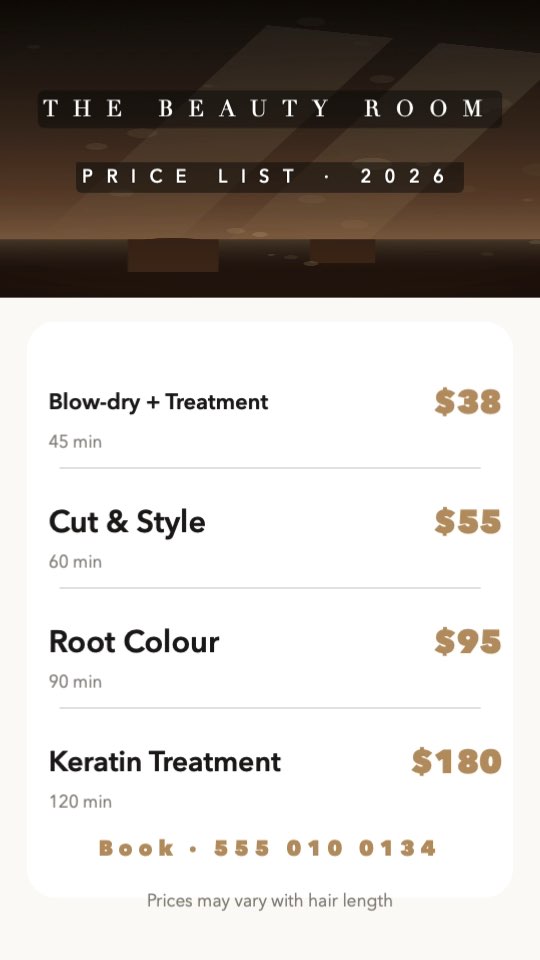 THE BEAUTY ROOM
PRICE LIST · 2026
Blow-dry + Treatment $38
45 min
Cut & Style $55
60 min
Root Colour $95
90 min
Keratin Treatment $180
120 min
Book · 555 010 0134
Prices may vary with hair length